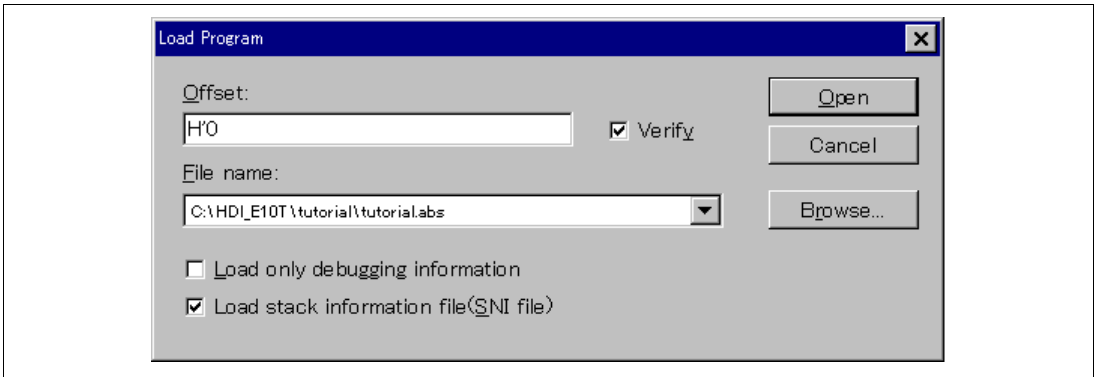 Load Program
Offset:
Open
H'0
Verify
Cancel
File name:
C:\HDI_E10T\tutorial\tutorial.abs
Browse...
Load only debugging information
Load stack information file(SNI file)